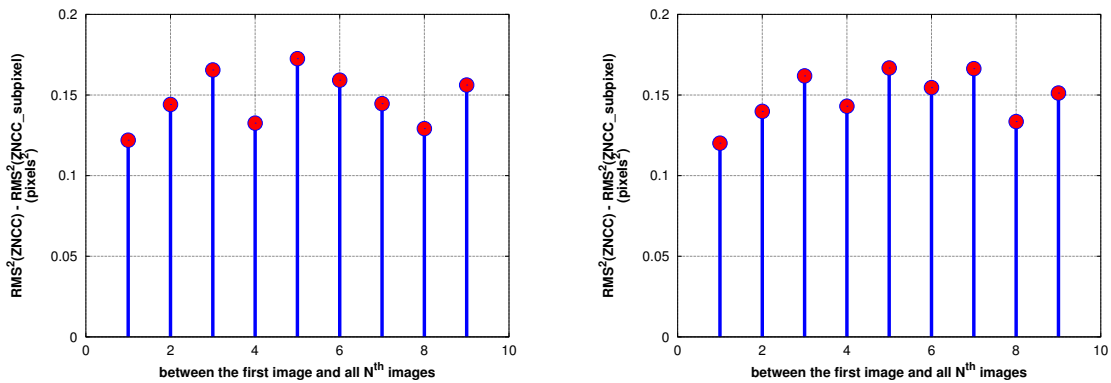 0.2
0.15
0.1
0.05
0
0 2 4 6 8 10
RMS²(ZNCC) - RMS²(ZNCC_subpixel)
(pixels²)
between the first image and all Nᵗʰ images
0.2
0.15
0.1
0.05
0
0 2 4 6 8 10
RMS²(ZNCC) - RMS²(ZNCC_subpixel)
(pixels²)
between the first image and all Nᵗʰ images